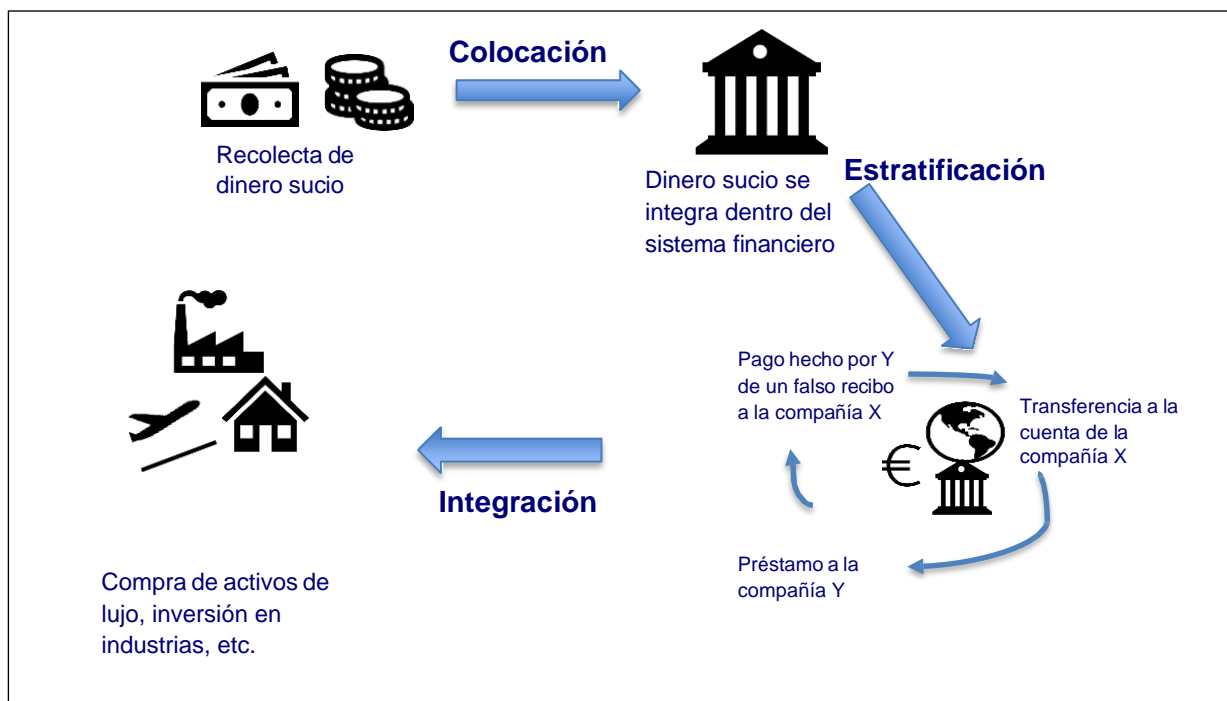 Colocación
Recolecta de
dinero sucio
Dinero sucio se
integra dentro del
sistema financiero
Estratificación
Pago hecho por Y
de un falso recibo
a la compañía X
Transferencia a la
cuenta de la
compañía X
Préstamo a la
compañía Y
Integración
Compra de activos de
lujo, inversión en
industrias, etc.